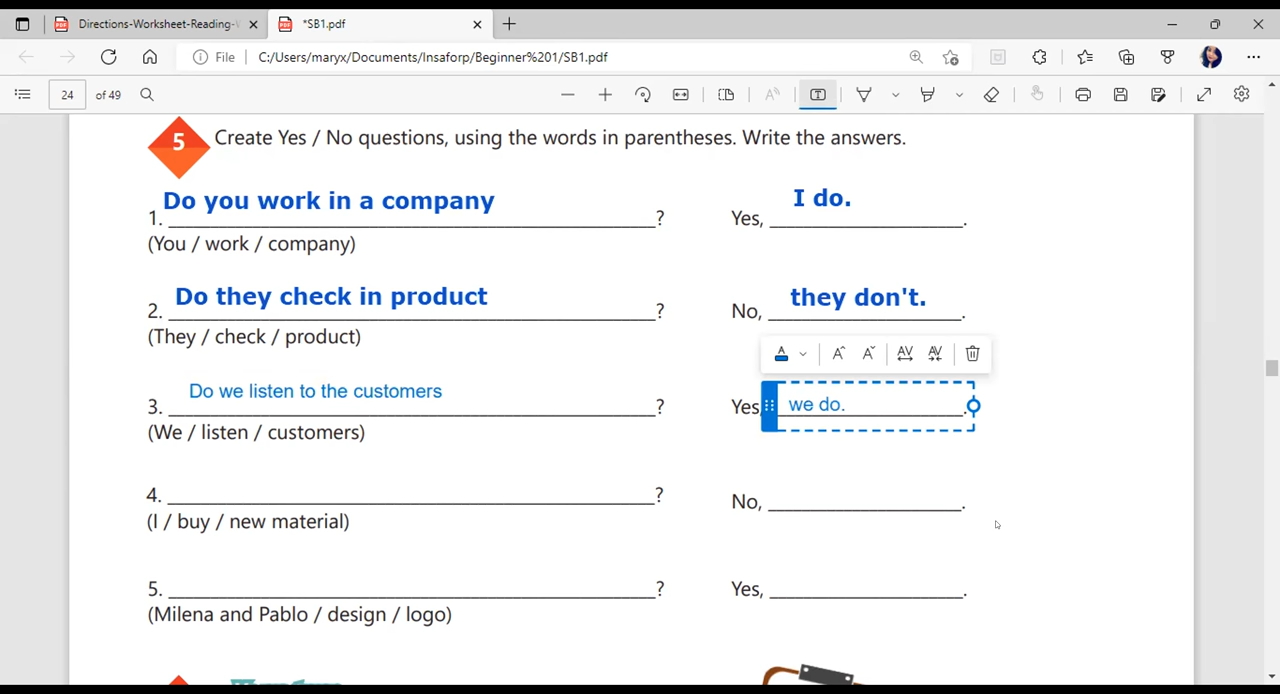 Directions-Worksheet-Reading-W
*SB1.pdf
File
C:/Users/maryx/Documents/Insaforp/Beginner%201/SB1.pdf
24 of 49
5 Create Yes / No questions, using the words in parentheses. Write the answers.
Do you work in a company
I do.
1. ?
Yes, .
(You / work / company)
Do they check in product
they don't.
2. ?
No, .
(They / check / product)
Do we listen to the customers
we do.
3. ?
Yes, .
(We / listen / customers)
4. ?
No, .
(I / buy / new material)
5. ?
Yes, .
(Milena and Pablo / design / logo)